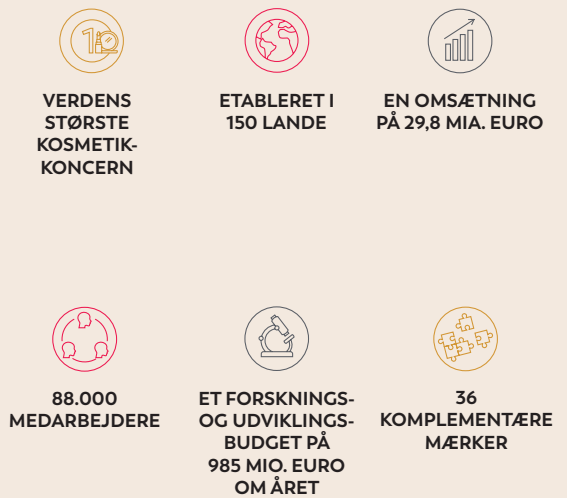 1
VERDENS
STØRSTE
KOSMETIK-
KONCERN
ETABLERET I
150 LANDE
EN OMSÆTNING
PÅ 29,8 MIA. EURO
88.000
MEDARBEJDERE
ET FORSKNINGS-
OG UDVIKLINGS-
BUDGET PÅ
985 MIO. EURO
OM ÅRET
36
KOMPLEMENTÆRE
MÆRKER